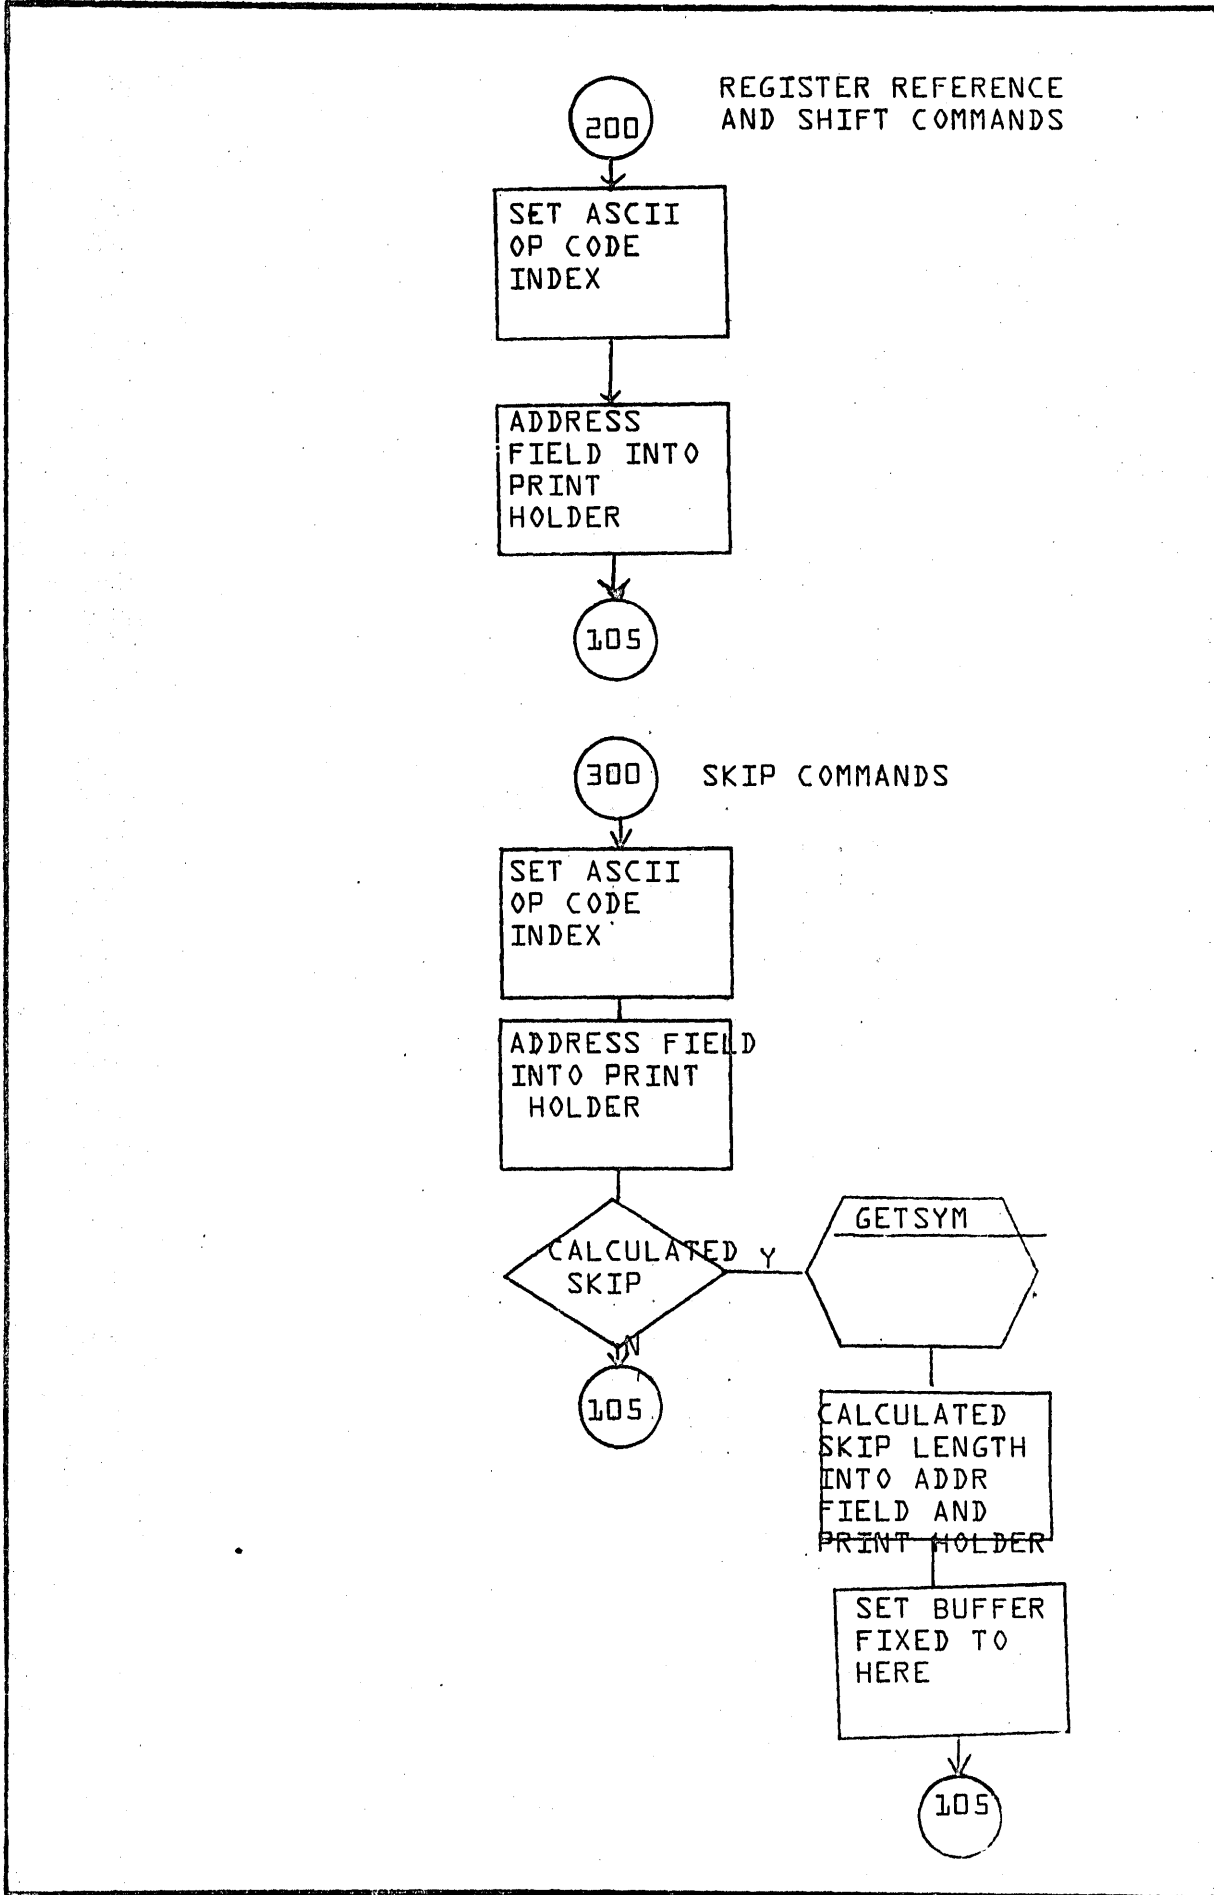 REGISTER REFERENCE
AND SHIFT COMMANDS
200
SET ASCII
OP CODE
INDEX
ADDRESS
FIELD INTO
PRINT
HOLDER
105
300
SKIP COMMANDS
SET ASCII
OP CODE
INDEX
ADDRESS FIELD
INTO PRINT
HOLDER
CALCULATED
SKIP
Y
GETSYM
N
105
CALCULATED
SKIP LENGTH
INTO ADDR
FIELD AND
PRINT HOLDER
SET BUFFER
FIXED TO
HERE
105